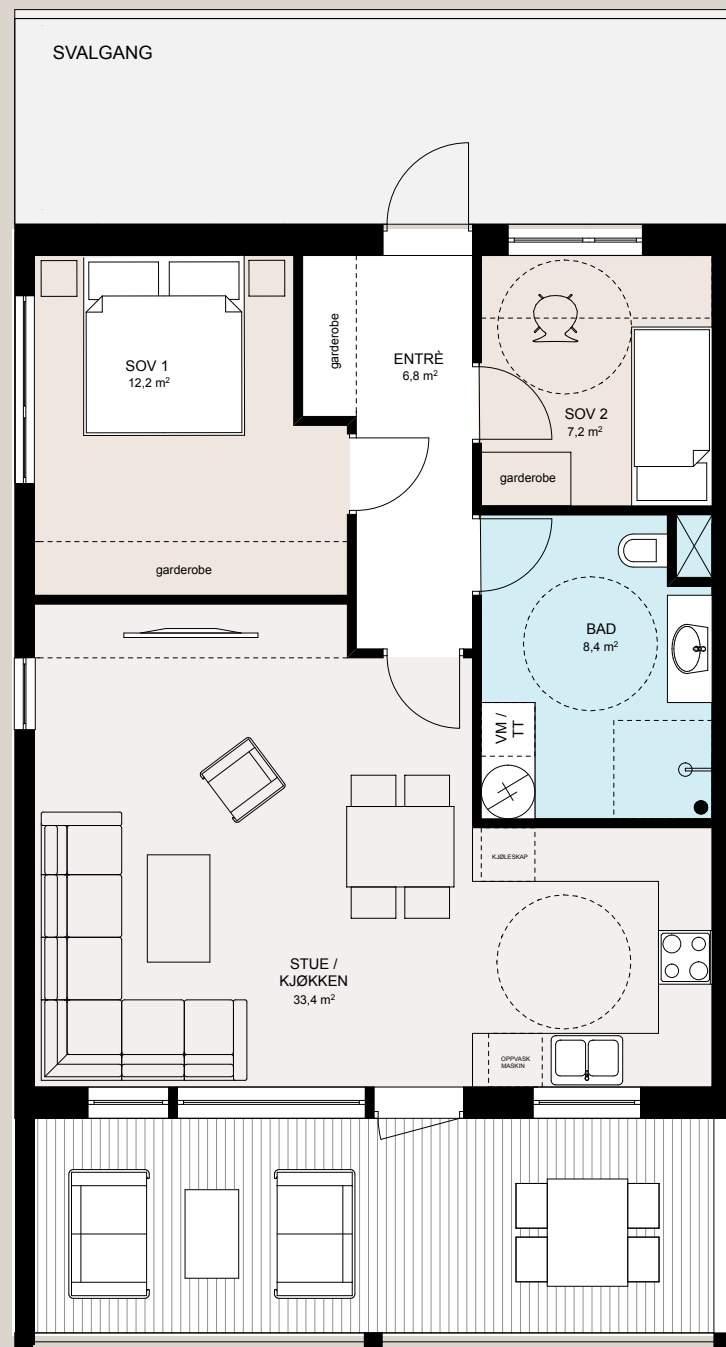 SVALGANG
SOV 1
12,2 m²
garderobe
ENTRÈ
6,8 m²
SOV 2
7,2 m²
garderobe
garderobe
BAD
8,4 m²
VM /
TT
KJØLESKAP
STUE /
KJØKKEN
33,4 m²
OPPVASK
MASKIN